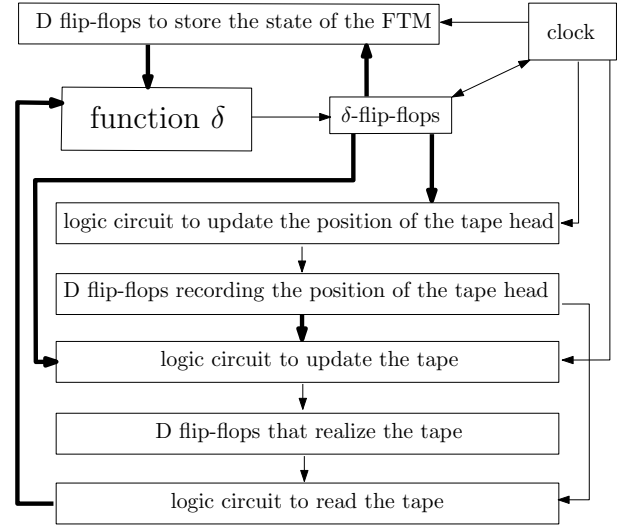 D flip-flops to store the state of the FTM
clock
function δ
δ-flip-flops
logic circuit to update the position of the tape head
D flip-flops recording the position of the tape head
logic circuit to update the tape
D flip-flops that realize the tape
logic circuit to read the tape